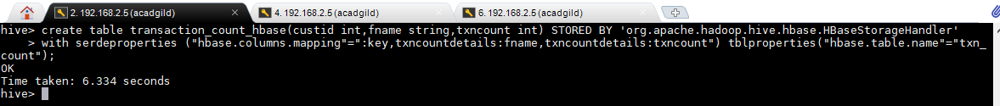 2. 192.168.2.5 (acadgild)
4. 192.168.2.5 (acadgild)
6. 192.168.2.5 (acadgild)
hive> create table transaction_count_hbase(custid int,fname string,txncount int) STORED BY 'org.apache.hadoop.hive.hbase.HBaseStorageHandler'
    > with serdeproperties ("hbase.columns.mapping"=":key,txncountdetails:fname,txncountdetails:txncount") tblproperties("hbase.table.name"="txn_
count");
OK
Time taken: 6.334 seconds
hive>